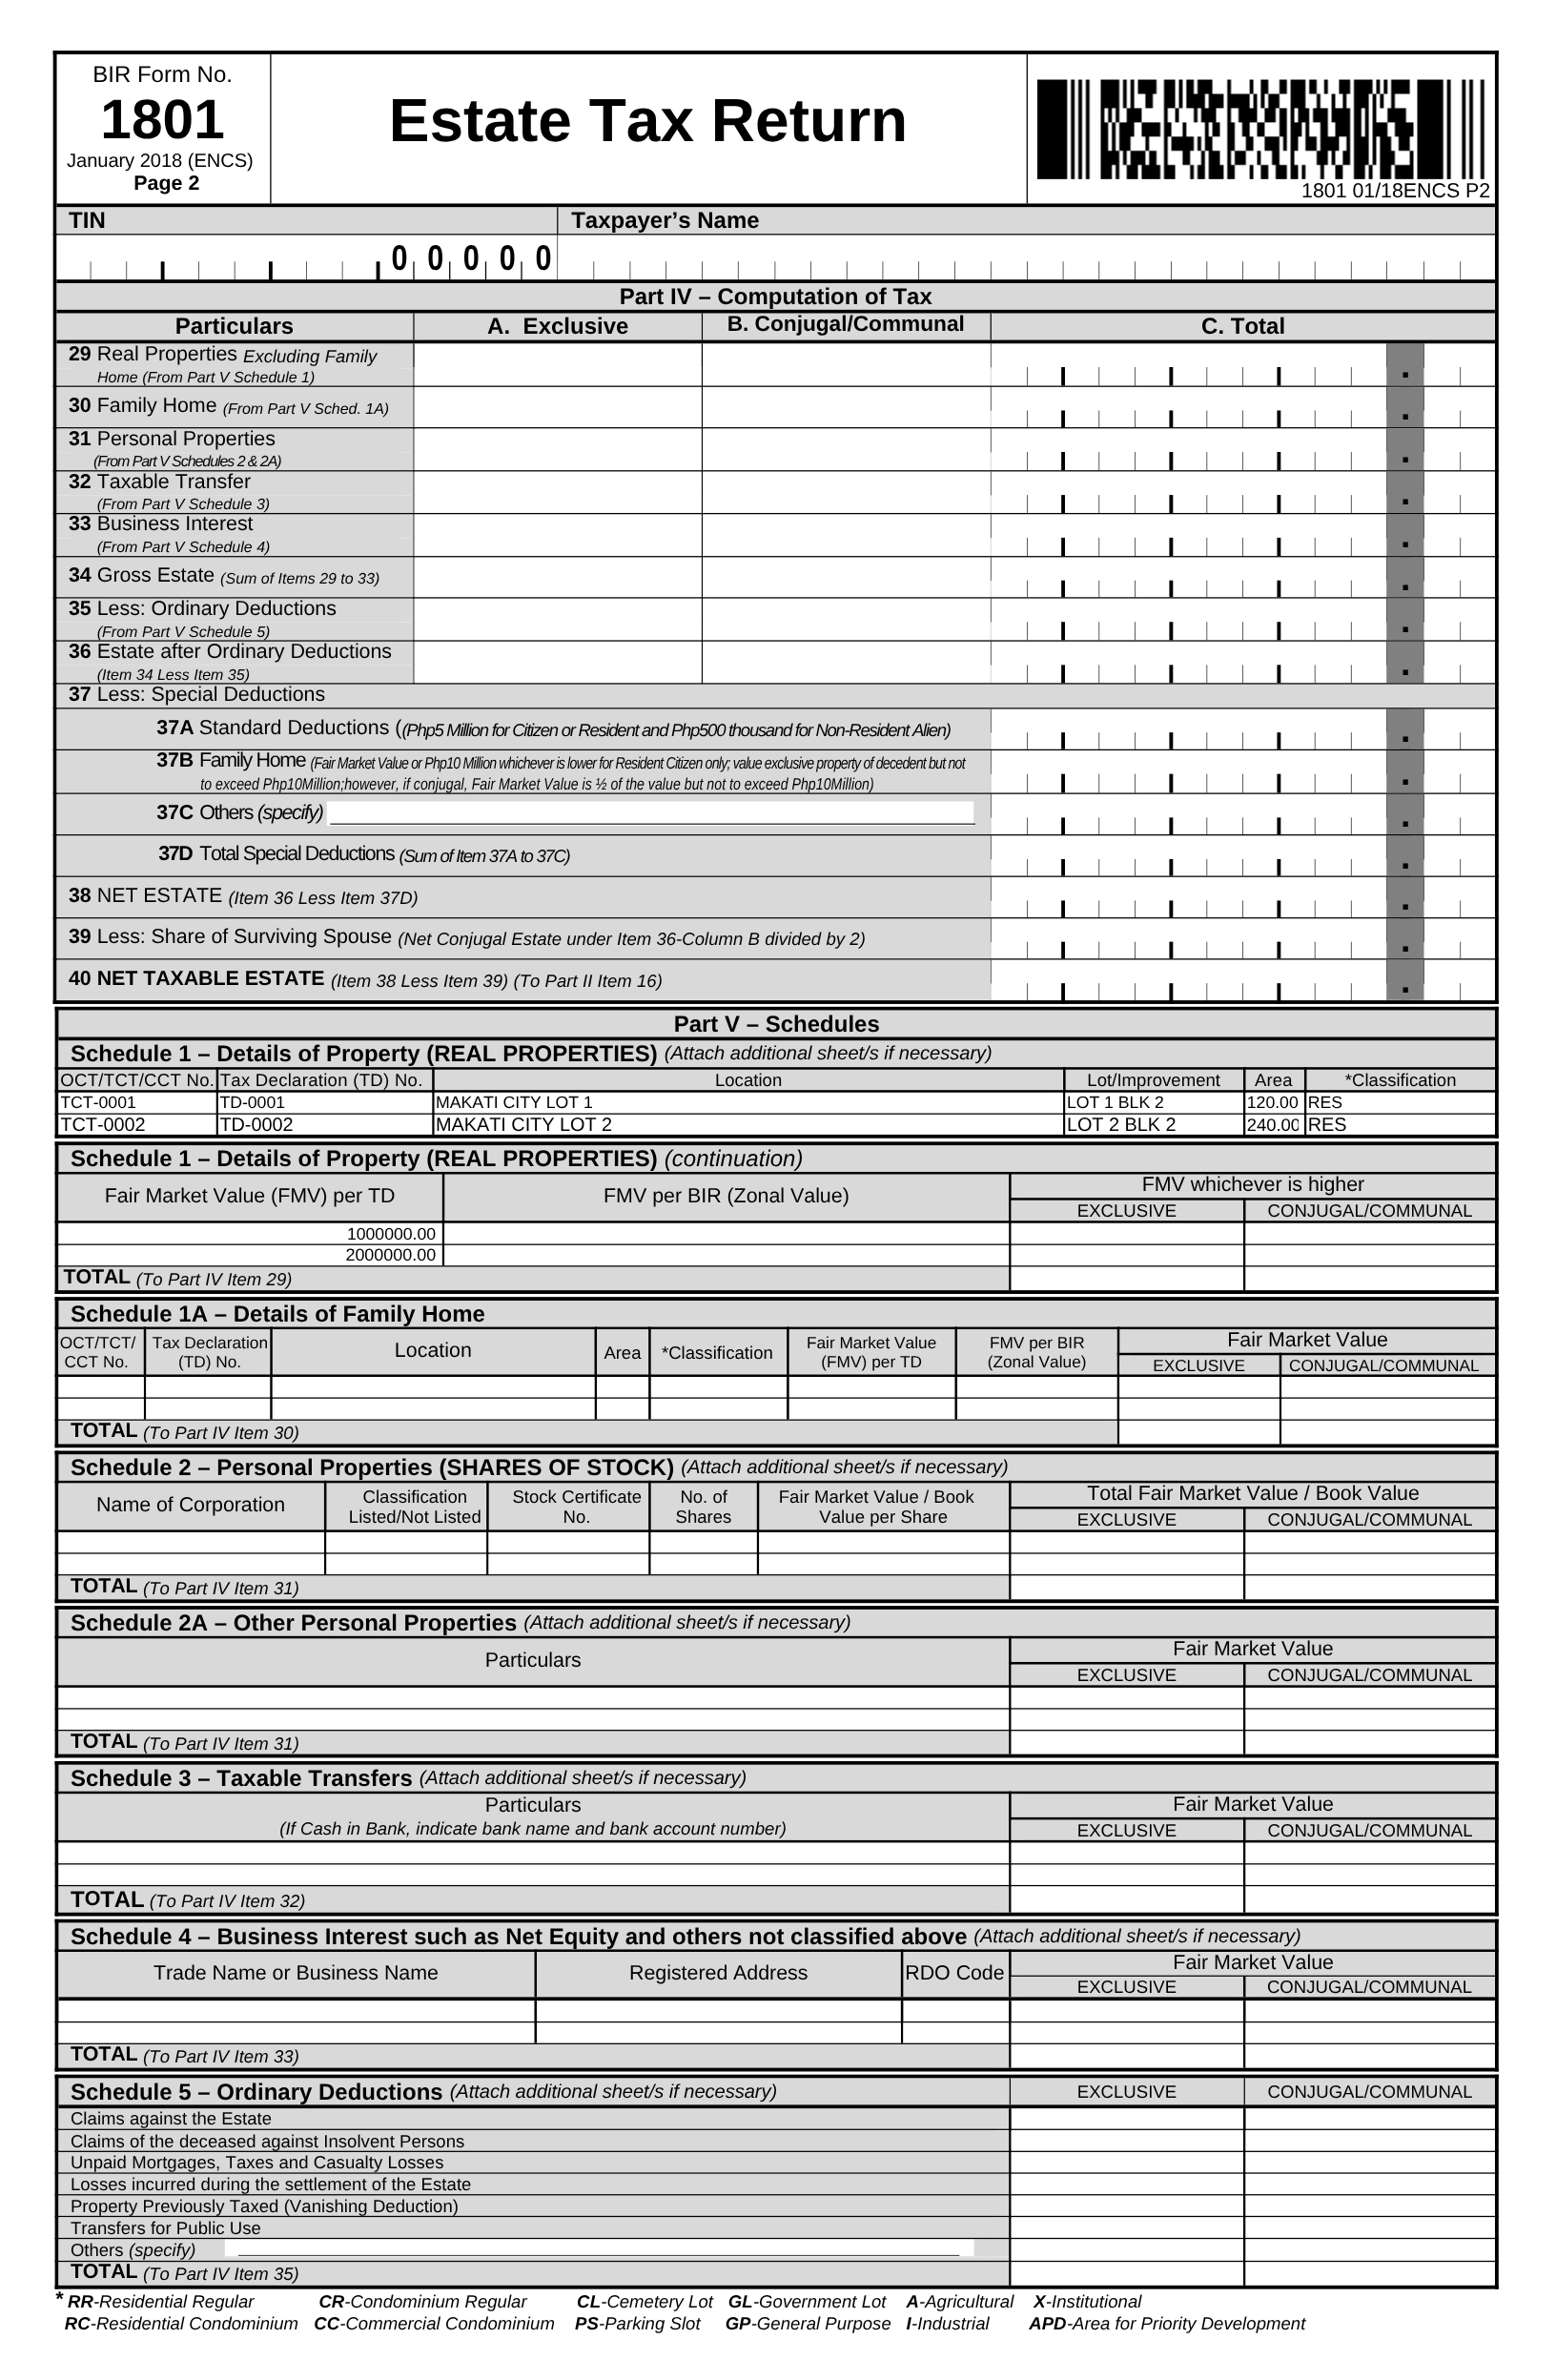 BIR Form No.
1801
January 2018 (ENCS)
Page 2
Estate Tax Return
1801 01/18ENCS P2
TIN Taxpayer’s Name
0 0 0 0 0
Part IV – Computation of Tax
Particulars A. Exclusive B. Conjugal/Communal C. Total
29 Real Properties Excluding Family
Home (From Part V Schedule 1)
30 Family Home (From Part V Sched. 1A)
31 Personal Properties
(From Part V Schedules 2 & 2A)
32 Taxable Transfer
(From Part V Schedule 3)
33 Business Interest
(From Part V Schedule 4)
34 Gross Estate (Sum of Items 29 to 33)
35 Less: Ordinary Deductions
(From Part V Schedule 5)
36 Estate after Ordinary Deductions
(Item 34 Less Item 35)
37 Less: Special Deductions
37A Standard Deductions ((Php5 Million for Citizen or Resident and Php500 thousand for Non-Resident Alien)
37B Family Home (Fair Market Value or Php10 Million whichever is lower for Resident Citizen only; value exclusive property of decedent but not
to exceed Php10Million;however, if conjugal, Fair Market Value is ½ of the value but not to exceed Php10Million)
37C Others (specify)
37D Total Special Deductions (Sum of Item 37A to 37C)
38 NET ESTATE (Item 36 Less Item 37D)
39 Less: Share of Surviving Spouse (Net Conjugal Estate under Item 36-Column B divided by 2)
40 NET TAXABLE ESTATE (Item 38 Less Item 39) (To Part II Item 16)
Part V – Schedules
Schedule 1 – Details of Property (REAL PROPERTIES) (Attach additional sheet/s if necessary)
OCT/TCT/CCT No. Tax Declaration (TD) No. Location Lot/Improvement Area *Classification
TCT-0001 TD-0001 MAKATI CITY LOT 1 LOT 1 BLK 2 120.00 RES
TCT-0002 TD-0002 MAKATI CITY LOT 2 LOT 2 BLK 2 240.00 RES
Schedule 1 – Details of Property (REAL PROPERTIES) (continuation)
Fair Market Value (FMV) per TD FMV per BIR (Zonal Value) FMV whichever is higher
EXCLUSIVE CONJUGAL/COMMUNAL
1000000.00
2000000.00
TOTAL (To Part IV Item 29)
Schedule 1A – Details of Family Home
OCT/TCT/ CCT No. Tax Declaration (TD) No. Location Area *Classification Fair Market Value (FMV) per TD FMV per BIR (Zonal Value) Fair Market Value
EXCLUSIVE CONJUGAL/COMMUNAL
TOTAL (To Part IV Item 30)
Schedule 2 – Personal Properties (SHARES OF STOCK) (Attach additional sheet/s if necessary)
Name of Corporation Classification Listed/Not Listed Stock Certificate No. No. of Shares Fair Market Value / Book Value per Share Total Fair Market Value / Book Value
EXCLUSIVE CONJUGAL/COMMUNAL
TOTAL (To Part IV Item 31)
Schedule 2A – Other Personal Properties (Attach additional sheet/s if necessary)
Particulars Fair Market Value
EXCLUSIVE CONJUGAL/COMMUNAL
TOTAL (To Part IV Item 31)
Schedule 3 – Taxable Transfers (Attach additional sheet/s if necessary)
Particulars Fair Market Value
(If Cash in Bank, indicate bank name and bank account number) EXCLUSIVE CONJUGAL/COMMUNAL
TOTAL (To Part IV Item 32)
Schedule 4 – Business Interest such as Net Equity and others not classified above (Attach additional sheet/s if necessary)
Trade Name or Business Name Registered Address RDO Code Fair Market Value
EXCLUSIVE CONJUGAL/COMMUNAL
TOTAL (To Part IV Item 33)
Schedule 5 – Ordinary Deductions (Attach additional sheet/s if necessary) EXCLUSIVE CONJUGAL/COMMUNAL
Claims against the Estate
Claims of the deceased against Insolvent Persons
Unpaid Mortgages, Taxes and Casualty Losses
Losses incurred during the settlement of the Estate
Property Previously Taxed (Vanishing Deduction)
Transfers for Public Use
Others (specify)
TOTAL (To Part IV Item 35)
* RR-Residential Regular CR-Condominium Regular CL-Cemetery Lot GL-Government Lot A-Agricultural X-Institutional
RC-Residential Condominium CC-Commercial Condominium PS-Parking Slot GP-General Purpose I-Industrial APD-Area for Priority Development